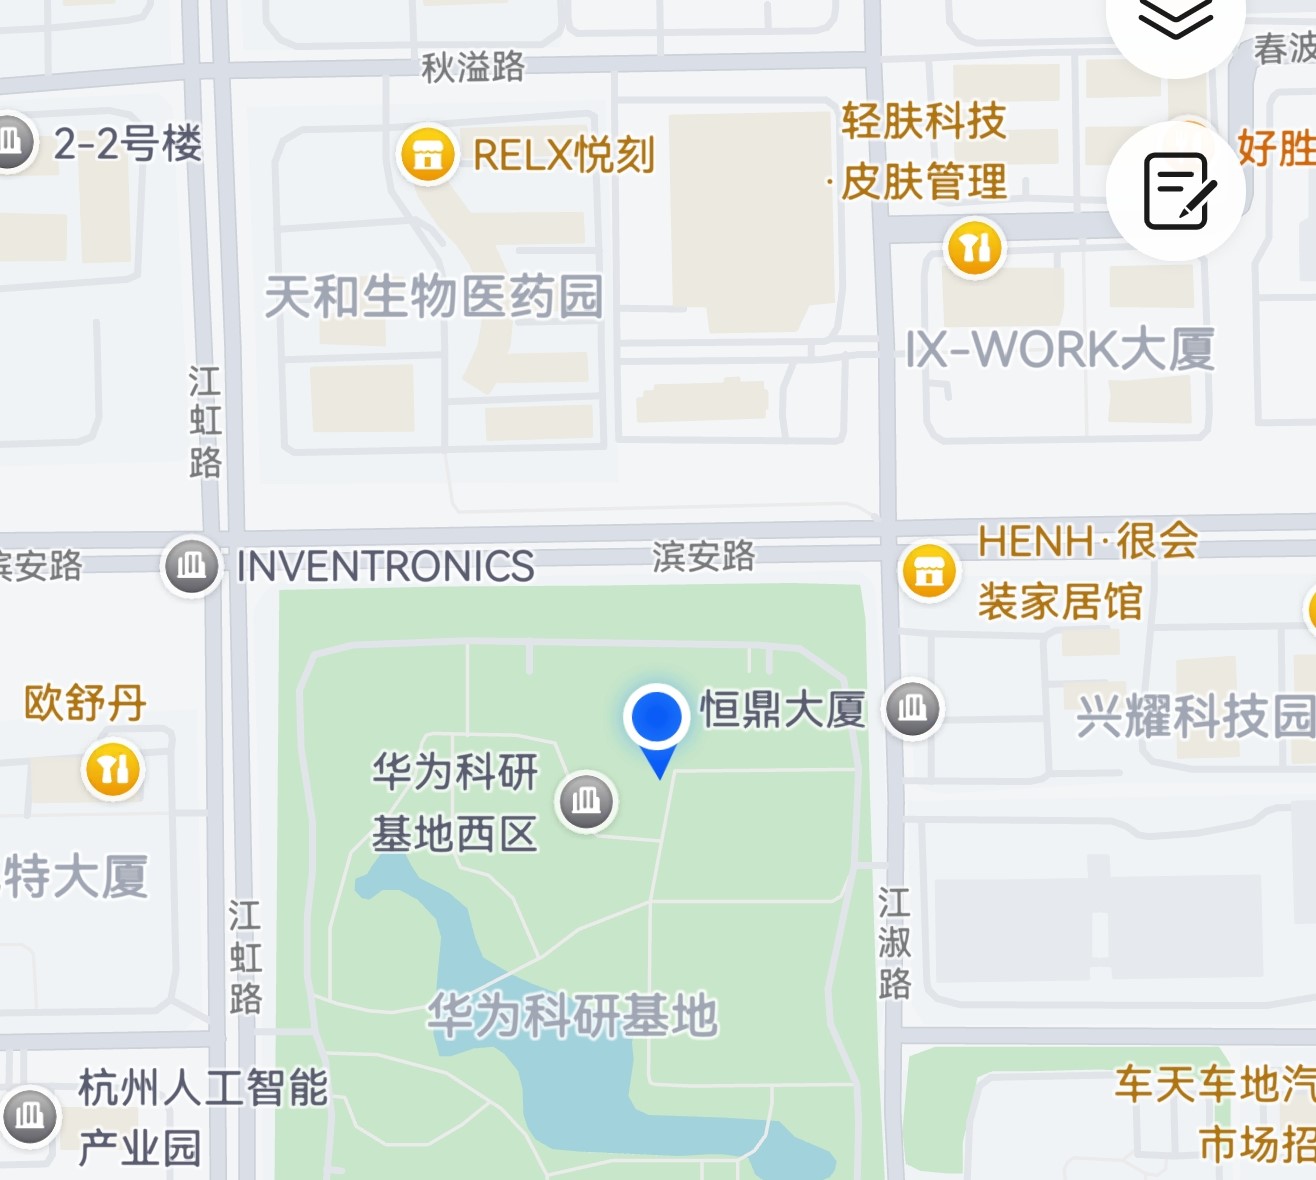 秋溢路
春波
2-2号楼
RELX悦刻
轻肤科技
·皮肤管理
好胜
天和生物医药园
IX-WORK大厦
江虹路
滨安路
INVENTRONICS
滨安路
HENH·很会
装家居馆
欧舒丹
恒鼎大厦
兴耀科技园
华为科研
基地西区
特大厦
江虹路
江淑路
华为科研基地
杭州人工智能
产业园
车天车地汽
市场招